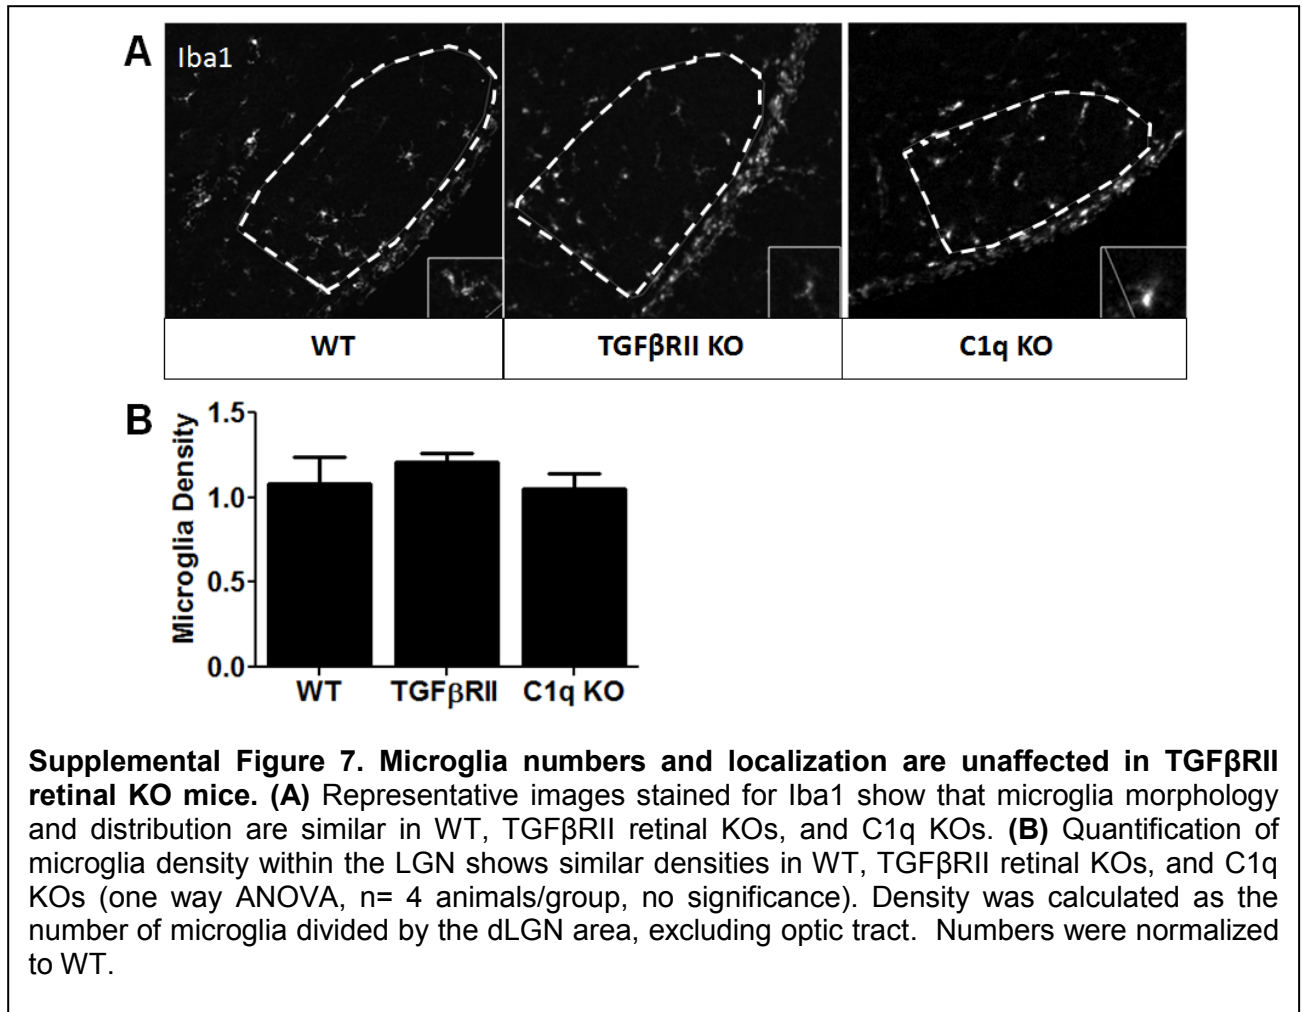 A
Iba1
WT
TGFβRII KO
C1q KO
B
Microglia Density
1.5
1.0
0.5
0.0
WT
TGFβRII
C1q KO
Supplemental Figure 7. Microglia numbers and localization are unaffected in TGFβRII
retinal KO mice. (A) Representative images stained for Iba1 show that microglia morphology
and distribution are similar in WT, TGFβRII retinal KOs, and C1q KOs. (B) Quantification of
microglia density within the LGN shows similar densities in WT, TGFβRII retinal KOs, and C1q
KOs (one way ANOVA, n= 4 animals/group, no significance). Density was calculated as the
number of microglia divided by the dLGN area, excluding optic tract.  Numbers were normalized
to WT.